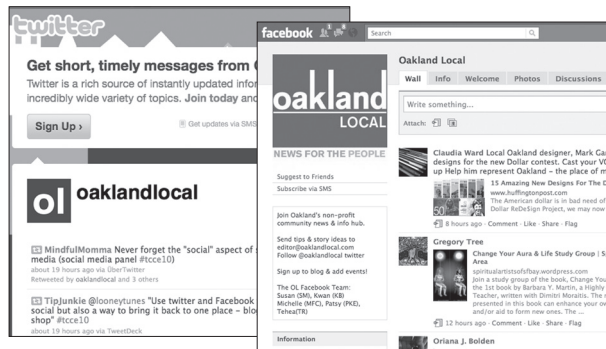 twitter
Get short, timely messages from
Twitter is a rich source of instantly updated
incredibly wide variety of topics. Join today and
Sign Up ›
Get updates via SMS
ol oaklandlocal
MindfulMomma Never forget the "social" aspect of
media (social panel #tcce10)
about 19 hours ago via ÜberTwitter
Retweeted by oaklandlocal and 3 others
TipJunkie @looneytunes "Use twitter and Facebook
social but also a way to bring it back to one place –
shop" #tcce10
about 19 hours ago via TweetDeck
facebook
Search
oakland
LOCAL
NEWS FOR THE PEOPLE
Suggest to Friends
Subscribe via SMS
Join Oakland's non-profit
community news & info hub.
Send tips & story ideas to
editor@oaklandlocal.com
Follow @oaklandlocal twitter
Sign up to blog & add events!
The OL Facebook Team:
Susan (SM), Kwan (KB)
Michelle (MFC), Patsy (PKE),
Tehea(TR)
Information
Oakland Local
Wall Info Welcome Photos Discussions
Write something...
Attach:
Claudia Ward Local Oakland designer, Mark
designs for the new Dollar contest. Cast your
up Help him represent Oakland – the place of
15 Amazing New Designs For The
www.huffingtonpost.com
The American dollar is in bad need of
Dollar ReDe$ign Project, we may now
8 hours ago · Comment · Like · Share · Flag
Gregory Tree
Change Your Aura & Life Study Group |
Area
spiritualartistsofsfbay.wordpress.com
Join a study group of the book, Change
the 1st book by Barbara Y. Martin, a Highly
Teacher, written with Dimitri Moraitis. The
presented in this book can enhance your
and/or aid to form new ones. The ...
12 hours ago · Comment · Like · Share · Flag
Oriana J. Bolden